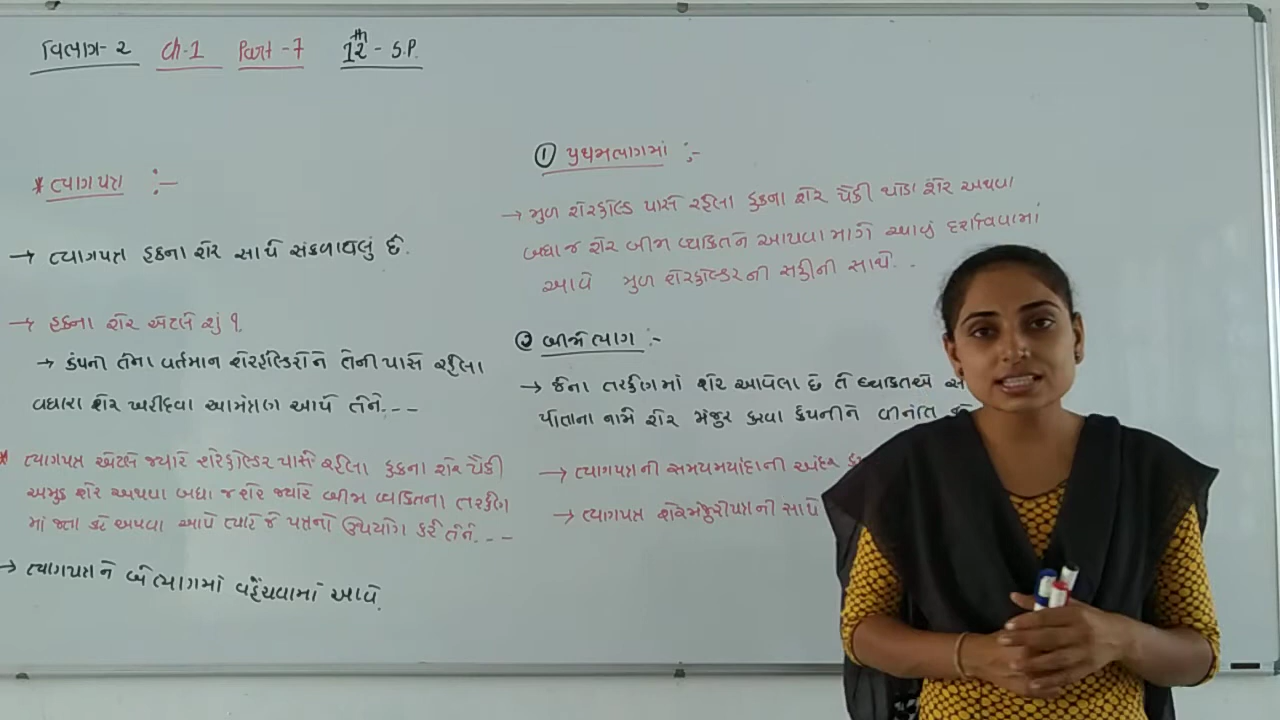 વિભાગ-૨ Ch.1 Part-7 12th - S.P.
* ત્યાગપત્ર :-
→ ત્યાગપત્ર હકના શેર સાથે સંકળાયેલું છે.
→ હકના શેર એટલે શું ?
→ કંપની તેના વર્તમાન શેરહોલ્ડરોને તેની પાસે રહેલા
વધારા શેર ખરીદવા આમંત્રણ આપે તેને.---
* ત્યાગપત્ર એટલે જ્યારે શેરહોલ્ડર પાસે રહેલા હકના શેર પૈકી
અમુક શેર અથવા બધા જ શેર જ્યારે બીજી વ્યક્તિના તરફેણ
માં જતા કરે અથવા આપે ત્યારે જે પત્રનો ઉપયોગ કરે તેને.---
→ ત્યાગપત્રને બે ભાગમાં વહેંચવામાં આવે.
① પ્રથમભાગમાં :-
→ મુળ શેરહોલ્ડર પાસે રહેલા હકના શેર પૈકી થોડા શેર અથવા
બધા જ શેર બીજી વ્યક્તિને આપવા માગે આવું દર્શાવવામાં
આવે મુળ શેરહોલ્ડરની સહીની સાથે..
② બીજો ભાગ :-
→ જેના તરફેણમાં શેર આપેલા છે તે વ્યક્તિએ
પોતાના નામે શેર મંજુર કરવા કંપનીને વીનંતિ
→ ત્યાગપત્રની સમયમર્યાદાની અંદર
→ ત્યાગપત્ર શેરમંજુરીપત્રની સાથે